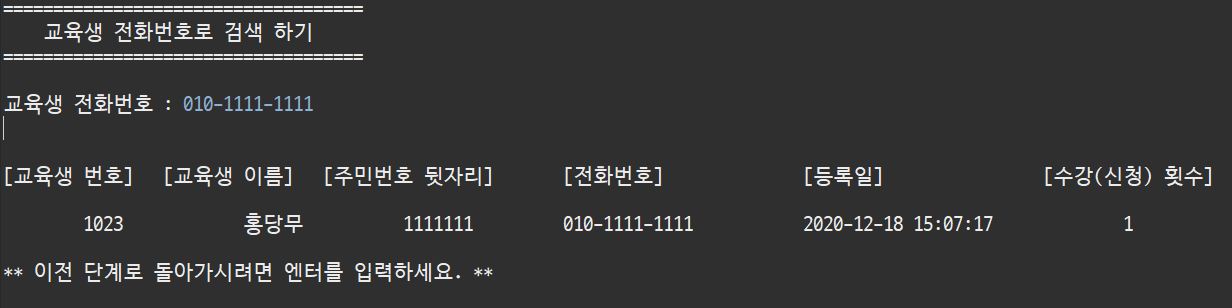 ====================================
교육생 전화번호로 검색 하기
====================================
교육생 전화번호 : 010-1111-1111
[교육생 번호] [교육생 이름] [주민번호 뒷자리] [전화번호] [등록일] [수강(신청) 횟수]
1023 홍당무 1111111 010-1111-1111 2020-12-18 15:07:17 1
** 이전 단계로 돌아가시려면 엔터를 입력하세요. **